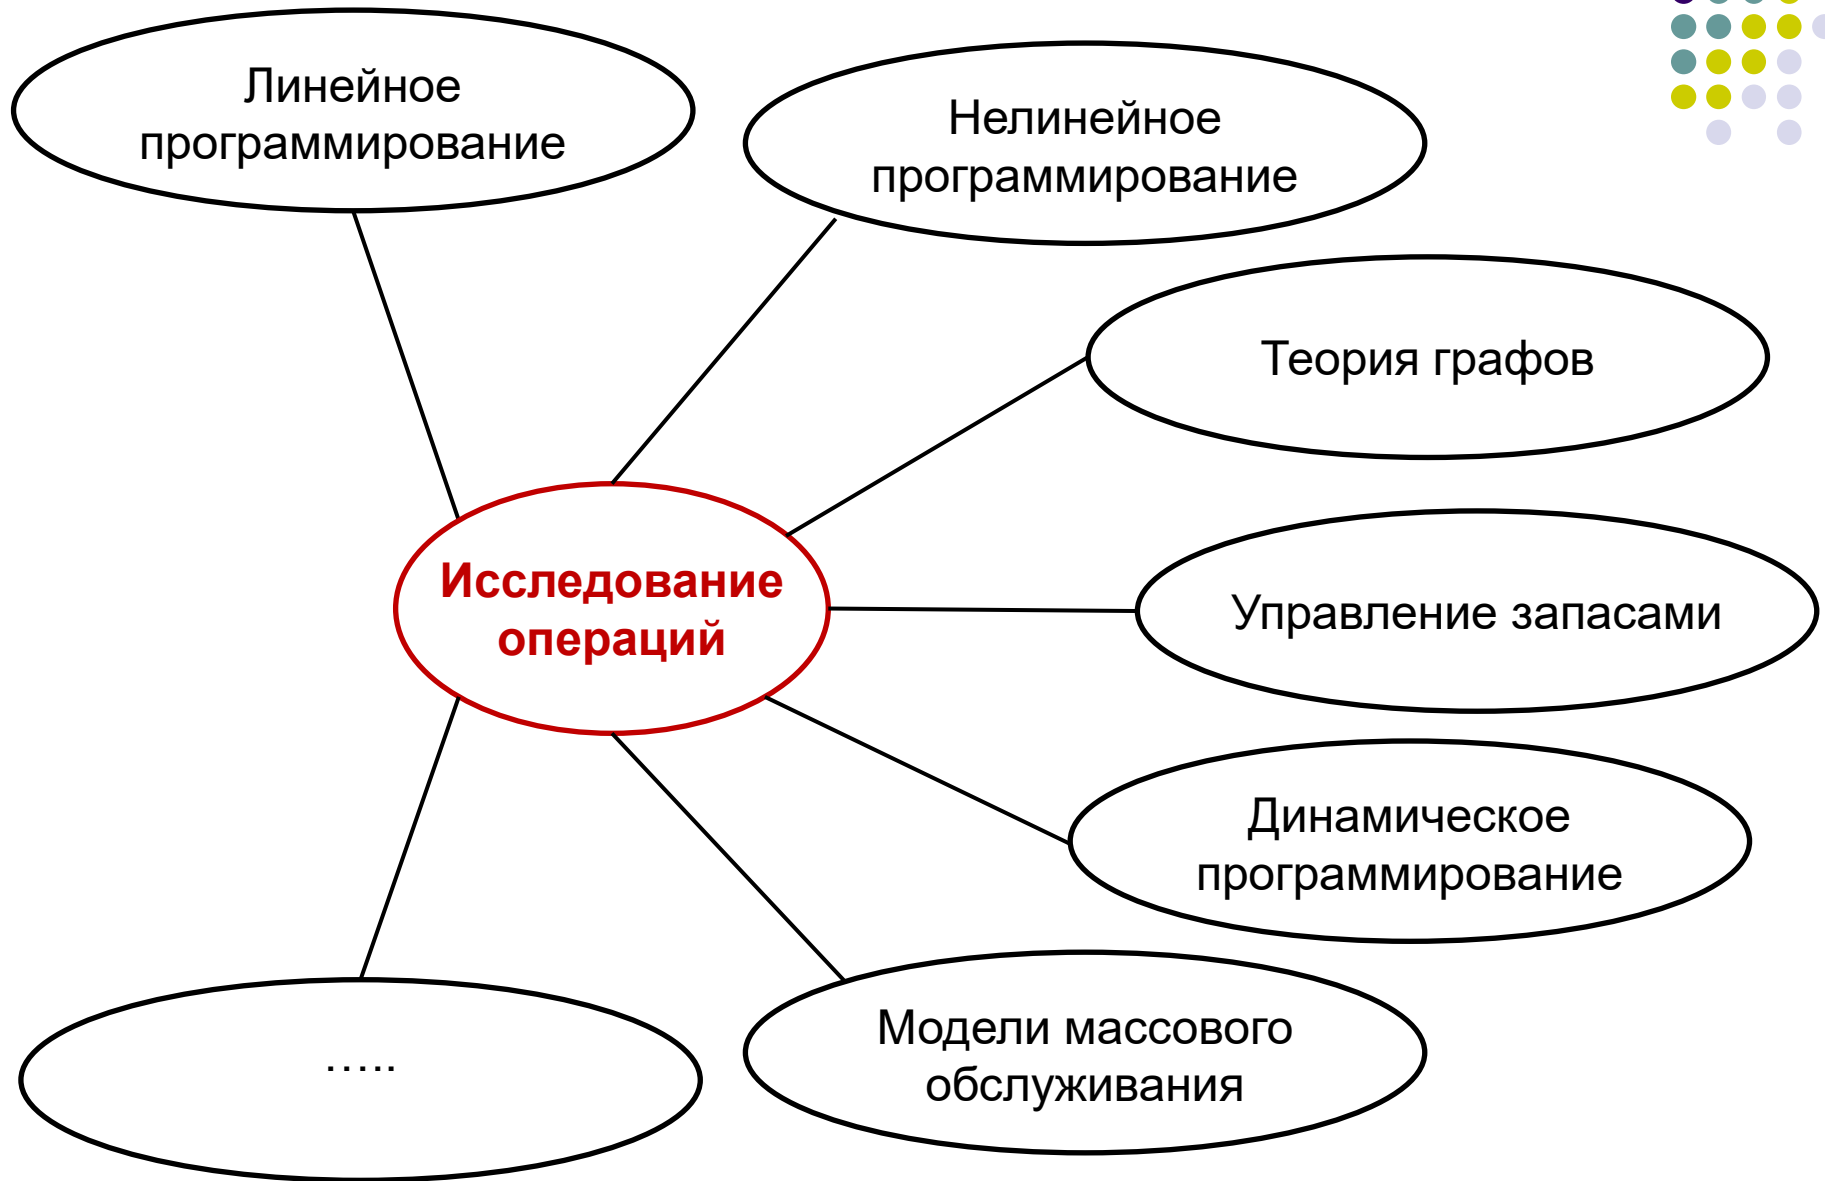 Линейное
программирование
Нелинейное
программирование
Теория графов
Исследование
операций
Управление запасами
Динамическое
программирование
Модели массового
обслуживания
…..